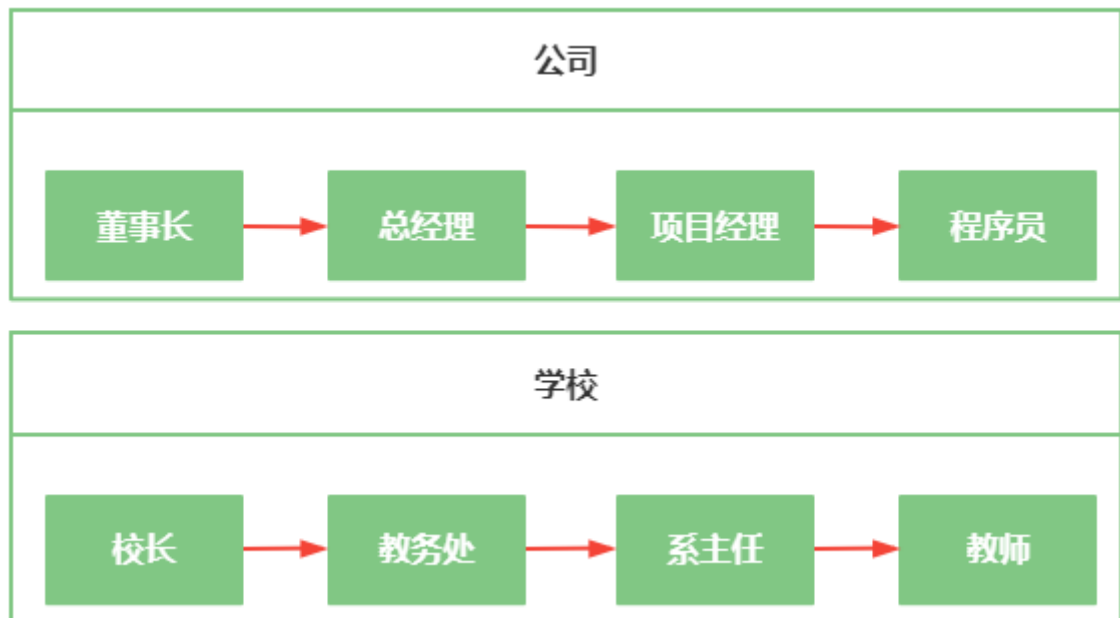 公司
董事长
总经理
项目经理
程序员
学校
校长
教务处
系主任
教师